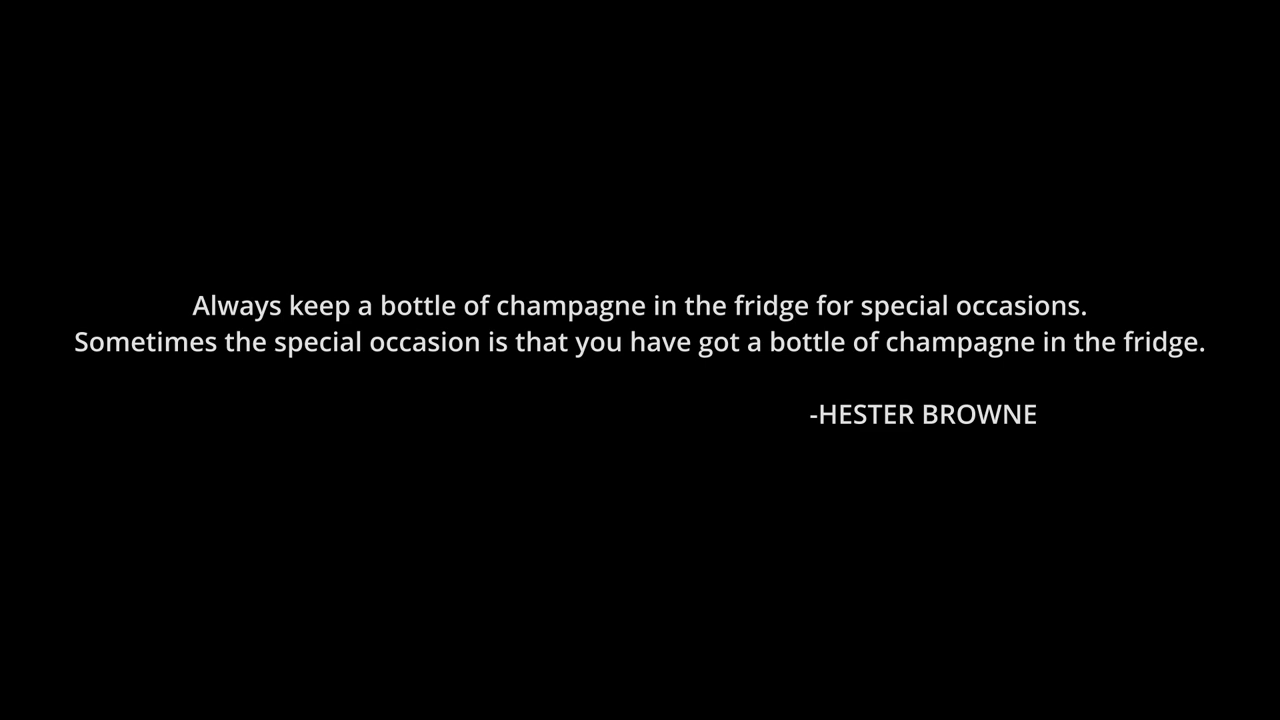 Always keep a bottle of champagne in the fridge for special occasions.
Sometimes the special occasion is that you have got a bottle of champagne in the fridge.
-HESTER BROWNE